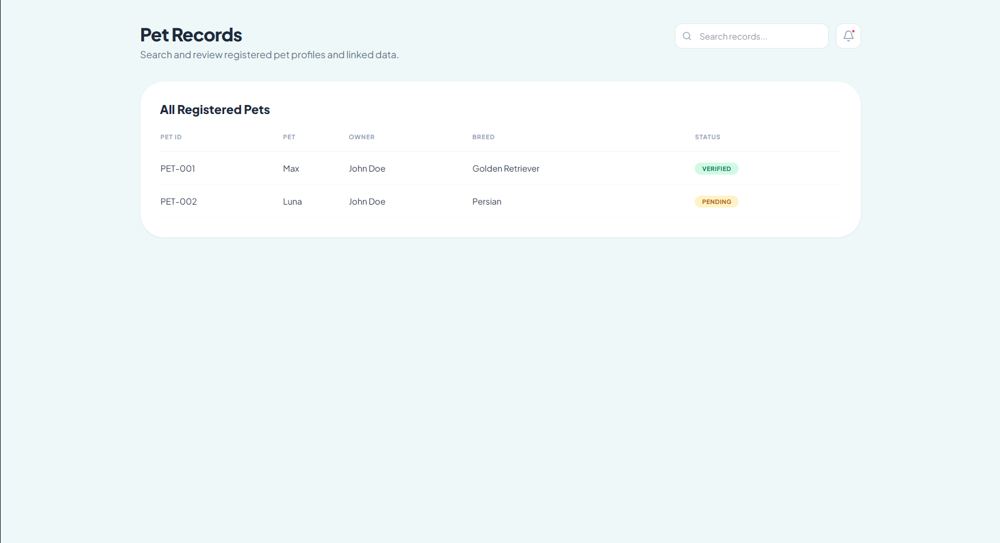 Pet Records
Search and review registered pet profiles and linked data.
Search records...
All Registered Pets
PET ID PET OWNER BREED STATUS
PET-001 Max John Doe Golden Retriever VERIFIED
PET-002 Luna John Doe Persian PENDING